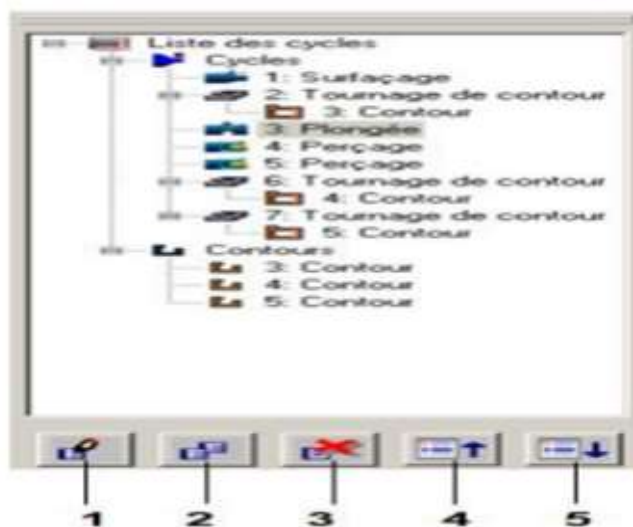 Liste des cycles
Cycles
1: Surfaçage
2: Tournage de contour
3: Contour
3: Plongée
4: Perçage
5: Perçage
6: Tournage de contour
4: Contour
7: Tournage de contour
5: Contour
Contours
3: Contour
4: Contour
5: Contour
1 2 3 4 5